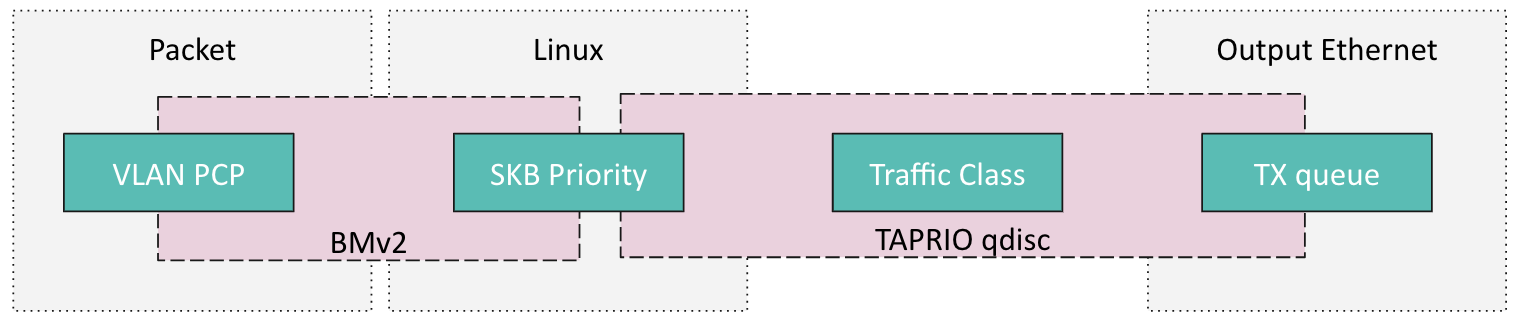 Packet
Linux
Output Ethernet
VLAN PCP
SKB Priority
Traffic Class
TX queue
BMv2
TAPRIO qdisc